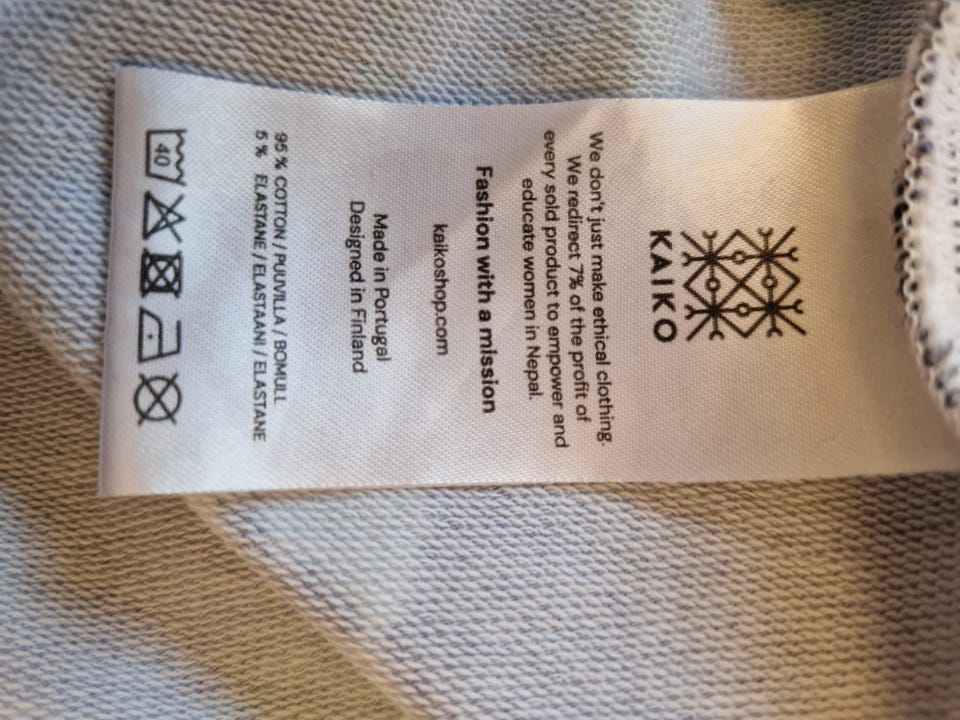 KAIKO
We don't just make ethical clothing.
We redirect 7% of the profit of
every sold product to empower and
educate women in Nepal.
Fashion with a mission
kaikoshop.com
Made in Portugal
Designed in Finland
95 % COTTON / PUUVILLA / BOMULL
5 % ELASTANE / ELASTAANI / ELASTANE
40